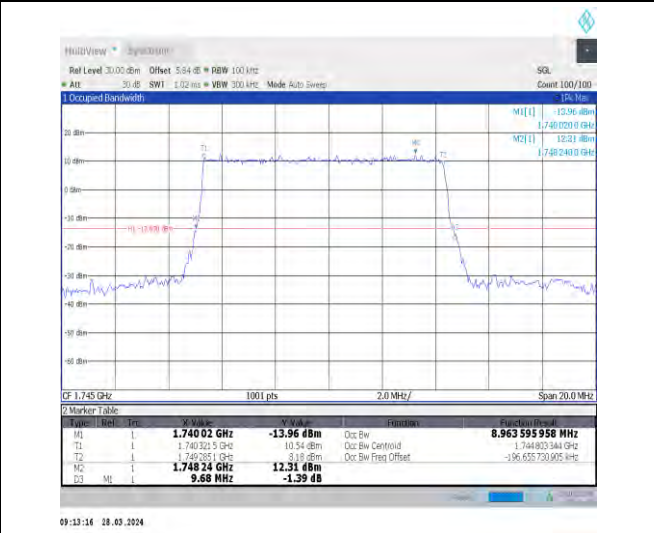 MultiView Spectrum
Ref Level 30.00 dBm Offset 5.84 dB RBW 100 kHz SGL
Att 30 dB SWT 1.02 ms VBW 300 kHz Mode Auto Sweep Count 100/100
1 Occupied Bandwidth 1Pk Max
M1[1] -13.96 dBm
1.740020 0 GHz
M2[1] 12.31 dBm
1.748240 0 GHz
20 dBm
T1 M2 T2
10 dBm
0 dBm
-10 dBm
-20 dBm
-30 dBm
-40 dBm
-50 dBm
-60 dBm
CF 1.745 GHz 1001 pts 2.0 MHz/ Span 20.0 MHz
2 Marker Table
Type Ref Trc X-Value Y-Value Function Function Result
M1 1 1.740 02 GHz -13.96 dBm Occ Bw 8.963 595 958 MHz
T1 1 1.740 321 5 GHz 10.54 dBm Occ Bw Centroid 1.744 803 344 GHz
T2 1 1.749 285 1 GHz 8.18 dBm Occ Bw Freq Offset -196.655 730 905 kHz
M2 1 1.748 24 GHz 12.31 dBm
D3 M1 1 9.68 MHz -1.39 dB
09:13:16 28.03.2024